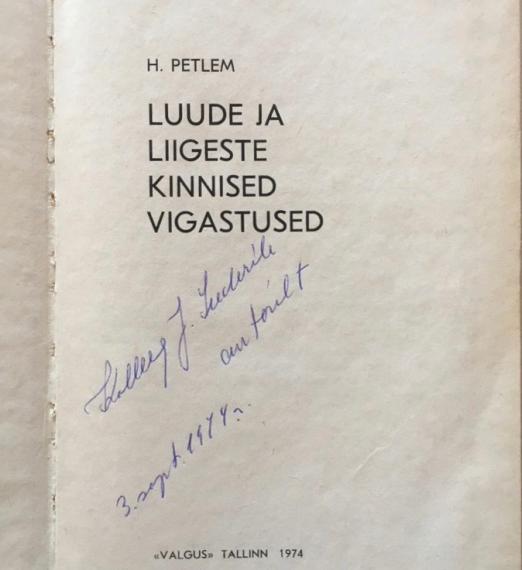 H. PETLEM
LUUDE JA
LIIGESTE
KINNISED
VIGASTUSED
J.
autorilt
3. sept. 1974 a.
«VALGUS» TALLINN 1974